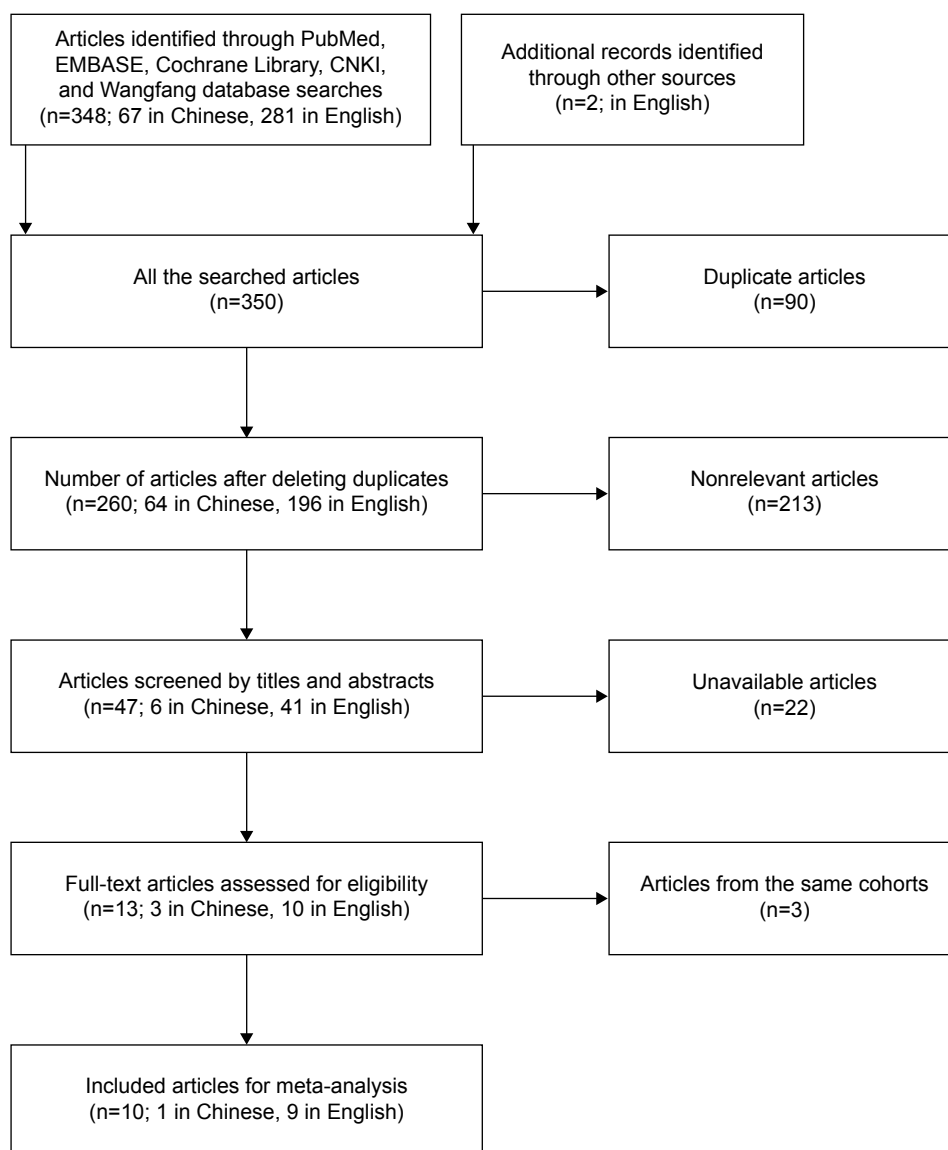 Articles identified through PubMed,
EMBASE, Cochrane Library, CNKI,
and Wangfang database searches
(n=348; 67 in Chinese, 281 in English)
Additional records identified
through other sources
(n=2; in English)
All the searched articles
(n=350)
Duplicate articles
(n=90)
Number of articles after deleting duplicates
(n=260; 64 in Chinese, 196 in English)
Nonrelevant articles
(n=213)
Articles screened by titles and abstracts
(n=47; 6 in Chinese, 41 in English)
Unavailable articles
(n=22)
Full-text articles assessed for eligibility
(n=13; 3 in Chinese, 10 in English)
Articles from the same cohorts
(n=3)
Included articles for meta-analysis
(n=10; 1 in Chinese, 9 in English)